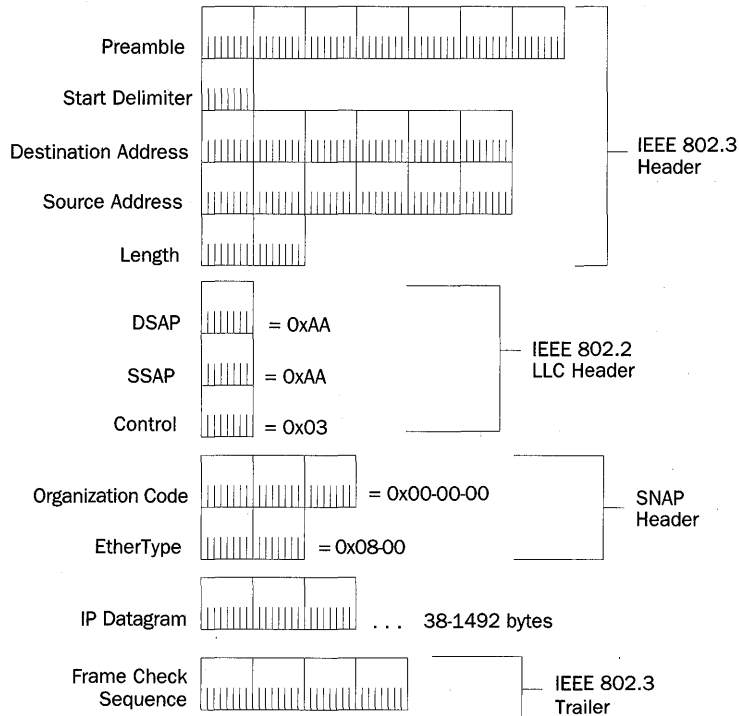 Preamble
Start Delimiter
Destination Address
Source Address
Length
IEEE 802.3
Header
DSAP
= 0xAA
SSAP
= 0xAA
Control
= 0x03
IEEE 802.2
LLC Header
Organization Code
= 0x00-00-00
EtherType
= 0x08-00
SNAP
Header
IP Datagram
... 38-1492 bytes
Frame Check
Sequence
IEEE 802.3
Trailer